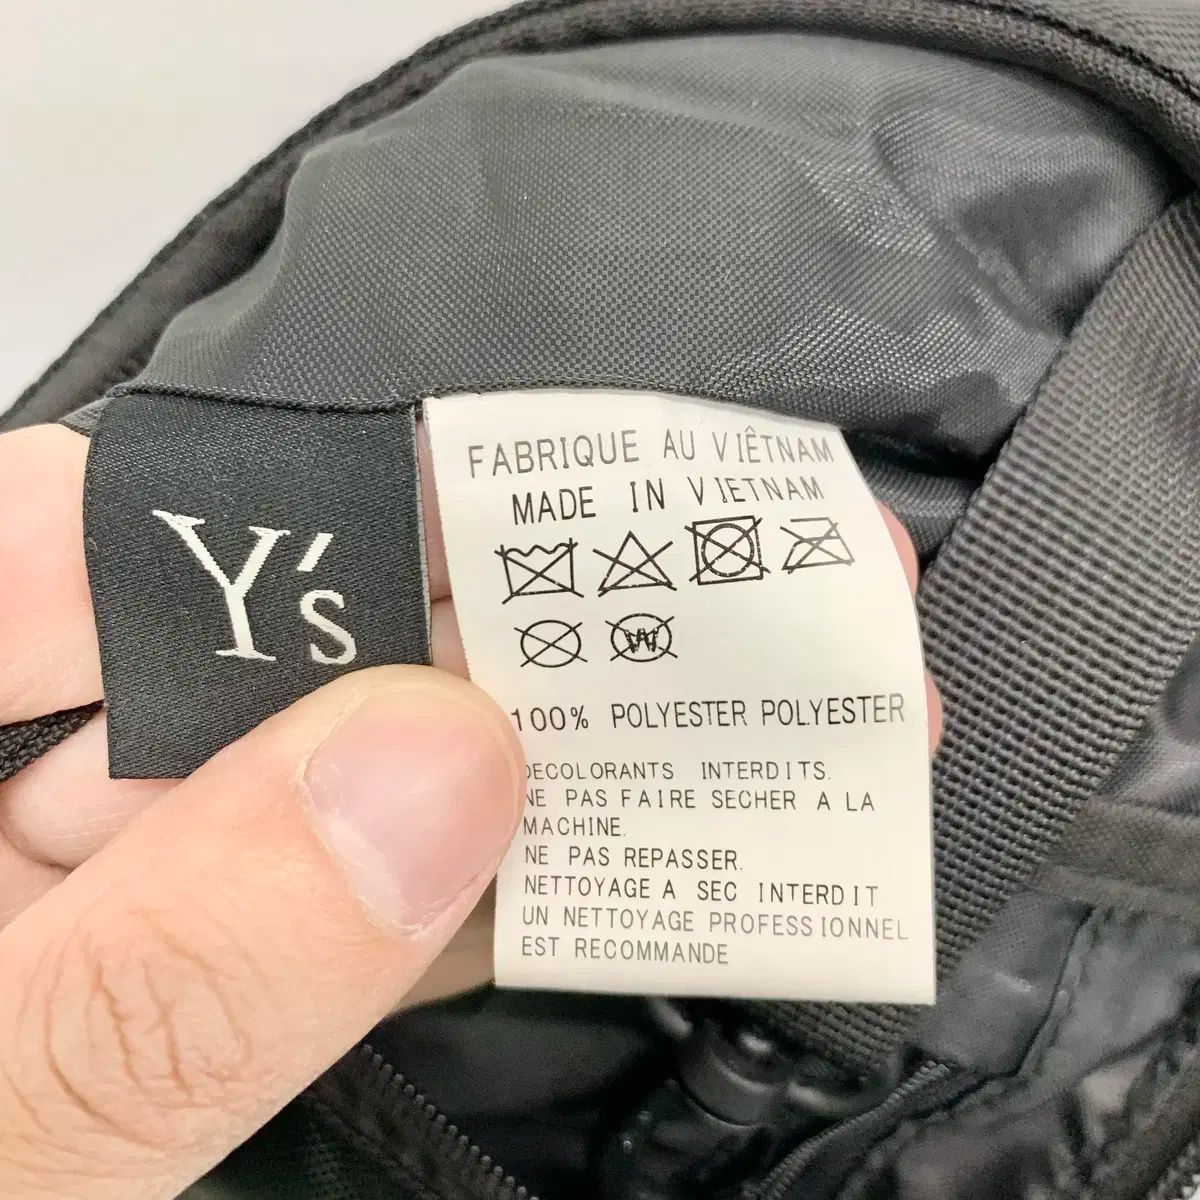 Y's
FABRIQUE AU VIÊTNAM
MADE IN VIETNAM
W
100% POLYESTER POLYESTER
DECOLORANTS INTERDITS.
NE PAS FAIRE SECHER A LA
MACHINE.
NE PAS REPASSER.
NETTOYAGE A SEC INTERDIT
UN NETTOYAGE PROFESSIONNEL
EST RECOMMANDE